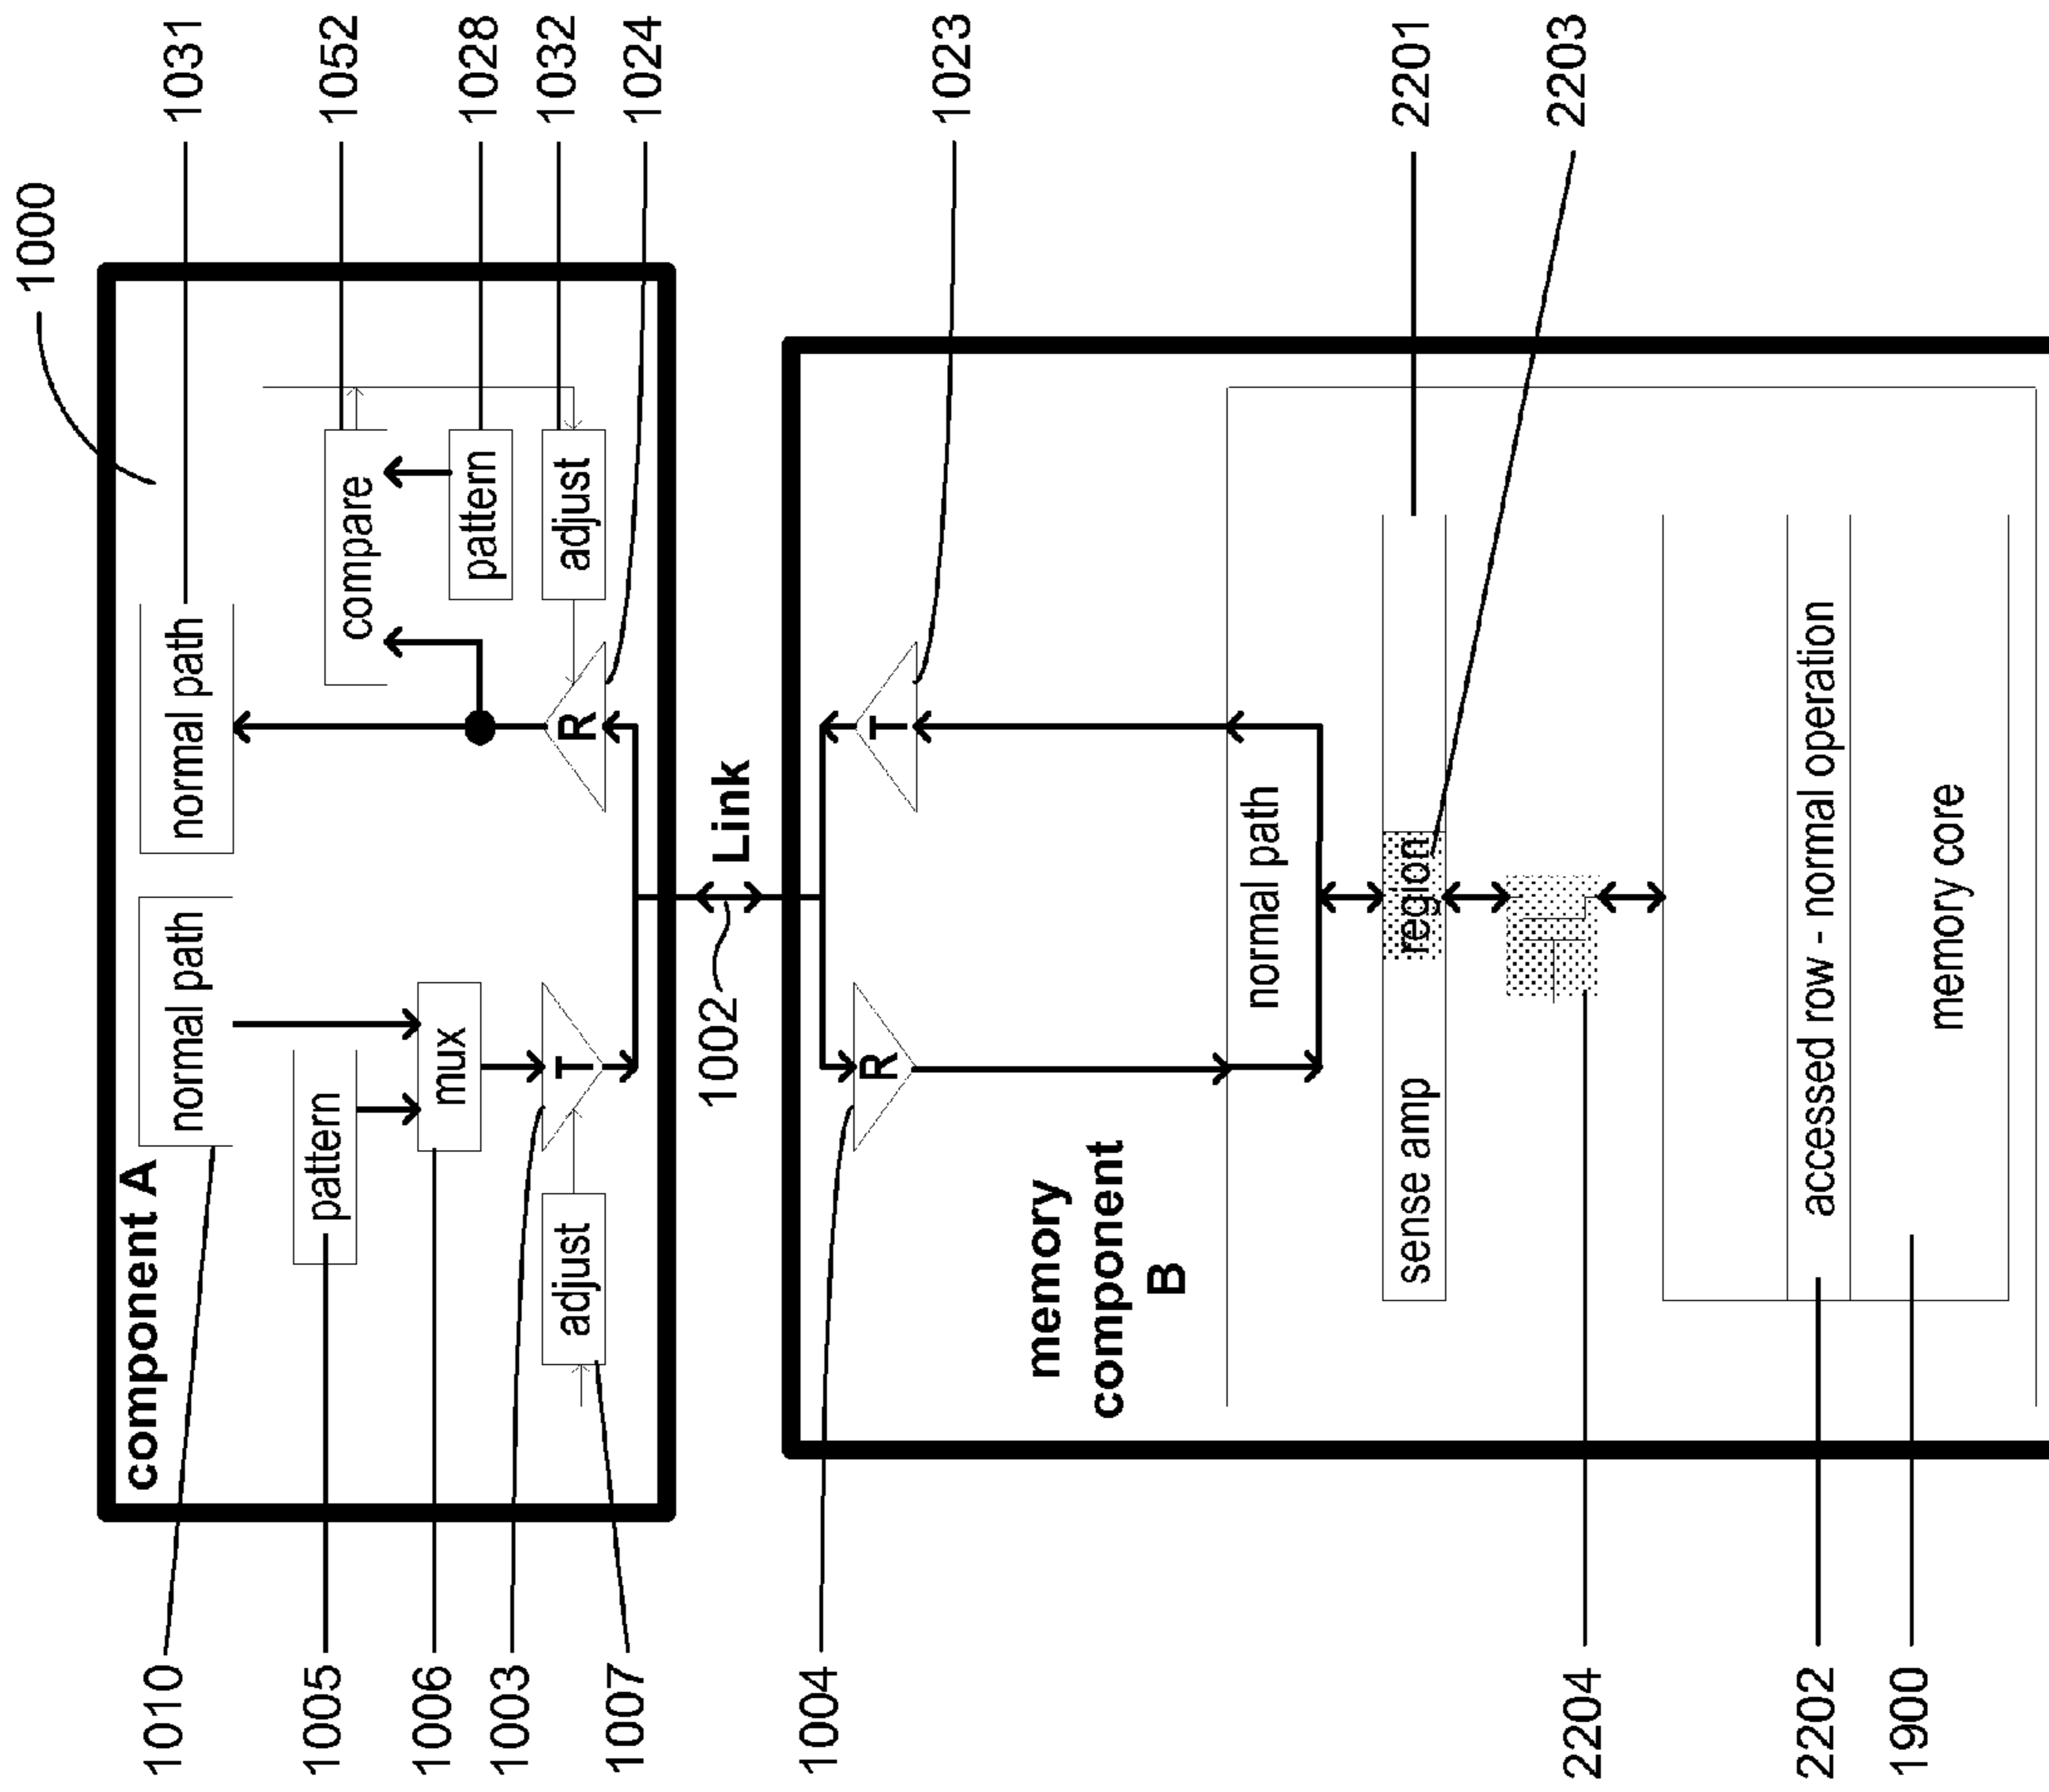 1000
1031
1052
1028
1032
1024
1023
2201
2203
component A
normal path
normal path
pattern
mux
T
adjust
R
compare
pattern
adjust
Link
1002
R
T
memory
component
B
normal path
sense amp
region
accessed row - normal operation
memory core
1010
1005
1006
1003
1007
1004
2204
2202
1900